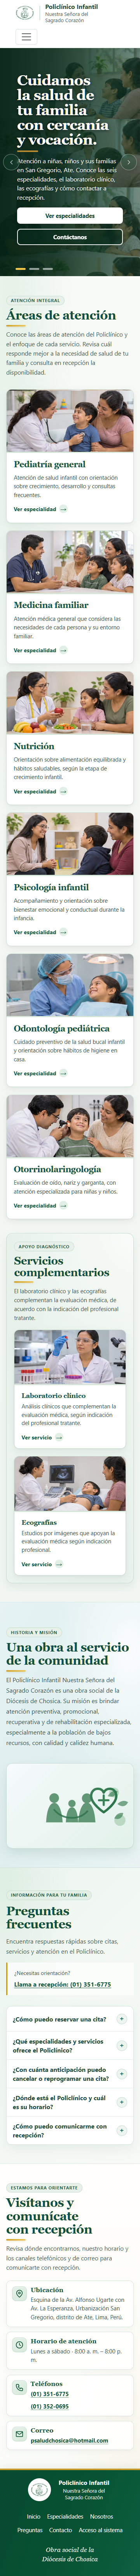 Policlínico Infantil
Nuestra Señora del
Sagrado Corazón
Cuidamos
la salud de
tu familia
con cercanía
y vocación.
Atención a niñas, niños y sus familias
en San Gregorio, Ate. Conoce las seis
especialidades, el laboratorio clínico,
las ecografías y cómo contactar a
recepción.
Ver especialidades
Contáctanos
ATENCIÓN INTEGRAL
Áreas de atención
Conoce las áreas de atención del Policlínico y
el enfoque de cada servicio. Revisa cuál
responde mejor a la necesidad de salud de tu
familia y consulta en recepción la
disponibilidad.
Pediatría general
Atención de salud infantil con orientación
sobre crecimiento, desarrollo y consultas
frecuentes.
Ver especialidad →
Medicina familiar
Atención médica general que considera las
necesidades de cada persona y su entorno
familiar.
Ver especialidad →
Nutrición
Orientación sobre alimentación equilibrada y
hábitos saludables, según la etapa de
crecimiento infantil.
Ver especialidad →
Psicología infantil
Acompañamiento y orientación sobre
bienestar emocional y conductual durante la
infancia.
Ver especialidad →
Odontología pediátrica
Cuidado preventivo de la salud bucal infantil
y orientación sobre hábitos de higiene en
casa.
Ver especialidad →
Otorrinolaringología
Evaluación de oído, nariz y garganta, con
atención especializada para niñas y niños.
Ver especialidad →
APOYO DIAGNÓSTICO
Servicios
complementarios
El laboratorio clínico y las ecografías
complementan la evaluación médica, de
acuerdo con la indicación del profesional
tratante.
Laboratorio clínico
Análisis clínicos que complementan la
evaluación médica, según indicación
del profesional tratante.
Ver servicio →
Ecografías
Estudios por imágenes que apoyan la
evaluación médica según indicación
profesional.
Ver servicio →
HISTORIA Y MISIÓN
Una obra al servicio
de la comunidad
El Policlínico Infantil Nuestra Señora del
Sagrado Corazón es una obra social de la
Diócesis de Chosica. Su misión es brindar
atención preventiva, promocional,
recuperativa y de rehabilitación especializada,
especialmente a la población de bajos
recursos, con calidad y calidez humana.
INFORMACIÓN PARA TU FAMILIA
Preguntas
frecuentes
Encuentra respuestas rápidas sobre citas,
servicios y atención en el Policlínico.
¿Necesitas orientación?
Llama a recepción: (01) 351-6775
¿Cómo puedo reservar una cita? +
¿Qué especialidades y servicios
ofrece el Policlínico? +
¿Con cuánta anticipación puedo
cancelar o reprogramar una cita? +
¿Dónde está el Policlínico y cuál
es su horario? +
¿Cómo puedo comunicarme con
recepción? +
ESTAMOS PARA ORIENTARTE
Visítanos y
comunícate
con recepción
Revisa dónde encontrarnos, nuestro horario y
los canales telefónicos y de correo para
comunicarte con recepción.
Ubicación
Esquina de la Av. Alfonso Ugarte con
Av. La Esperanza, Urbanización San
Gregorio, distrito de Ate, Lima, Perú.
Horario de atención
Lunes a sábado · 8:00 a. m. – 8:00 p.
m.
Teléfonos
(01) 351-6775
(01) 352-0695
Correo
psaludchosica@hotmail.com
Policlínico Infantil
Nuestra Señora del
Sagrado Corazón
Inicio Especialidades Nosotros
Preguntas Contacto Acceso al sistema
Obra social de la
Diócesis de Chosica